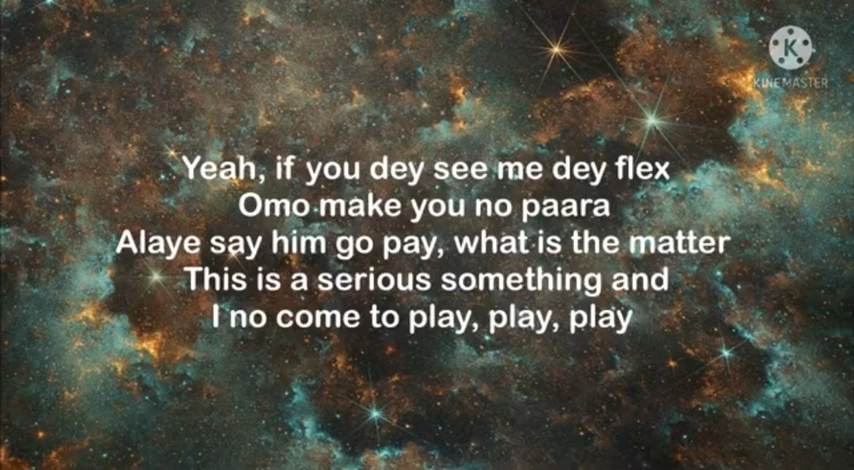 K
KINEMASTER
Yeah, if you dey see me dey flex
Omo make you no paara
Alaye say him go pay, what is the matter
This is a serious something and
I no come to play, play, play